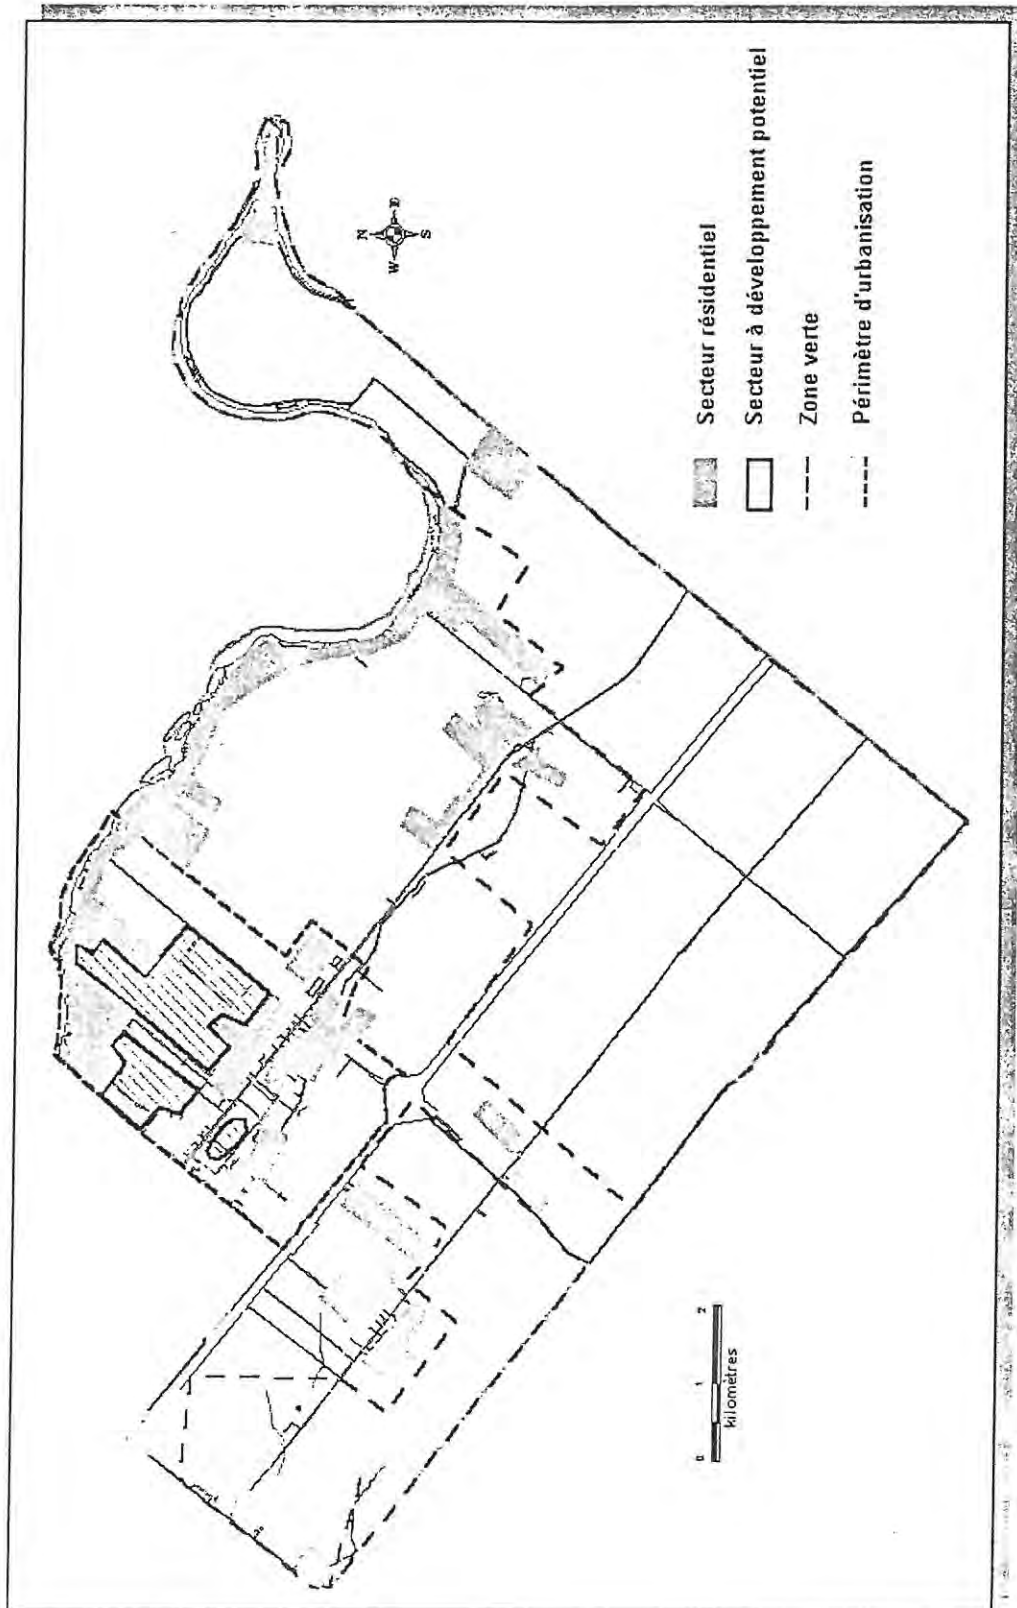 N
W E
S
Secteur résidentiel
Secteur à développement potentiel
Zone verte
Périmètre d'urbanisation
0 1 2
kilomètres